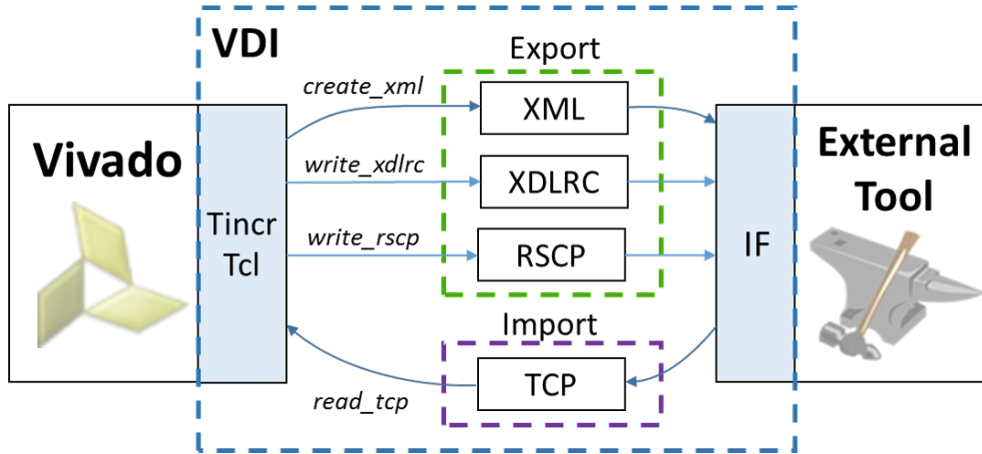 VDI
Export
create_xml
XML
Vivado
External
Tool
write_xdlrc
XDLRC
Tincr
Tcl
write_rscp
RSCP
IF
Import
TCP
read_tcp